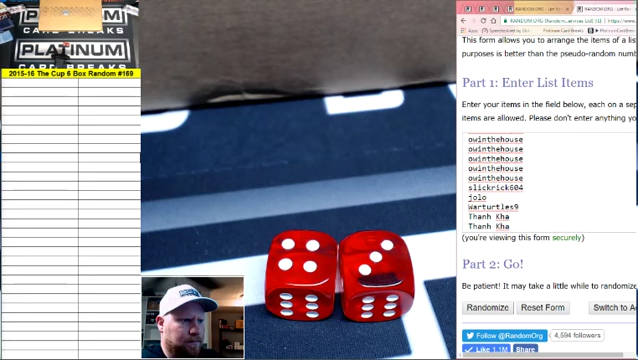 PLATINUM
CARD BREAKS
PLATINUM
CARD BREAKS
2015-16 The Cup 6 Box Random #169
This form allows you to arrange the items of a lis
purposes is better than the pseudo-random numb
Part 1: Enter List Items
Enter your items in the field below, each on a sep
items are allowed. Please don't enter anything yo
owinthehouse
owinthehouse
owinthehouse
owinthehouse
owinthehouse
slickrick604
jolo
Warturtles9
Thanh Kha
Thanh Kha
(you're viewing this form securely)
Part 2: Go!
Be patient! It may take a little while to randomize
Randomize
Reset Form
Switch to A
Follow @RandomOrg
4,594 followers
Like 1.1M
Share